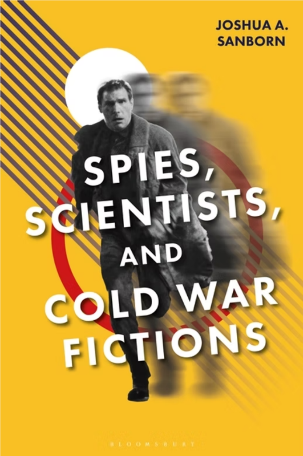 JOSHUA A.
SANBORN
SPIES,
SCIENTISTS,
AND
COLD WAR
FICTIONS
BLOOMSBURY